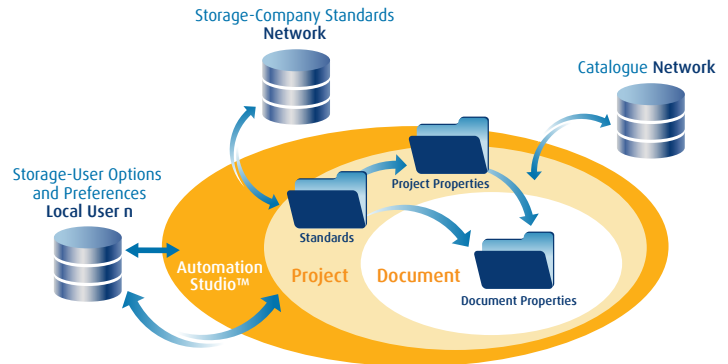 Storage-Company Standards
Network
Catalogue Network
Storage-User Options
and Preferences
Local User n
Project Properties
Standards
Automation
Studio™
Project
Document
Document Properties